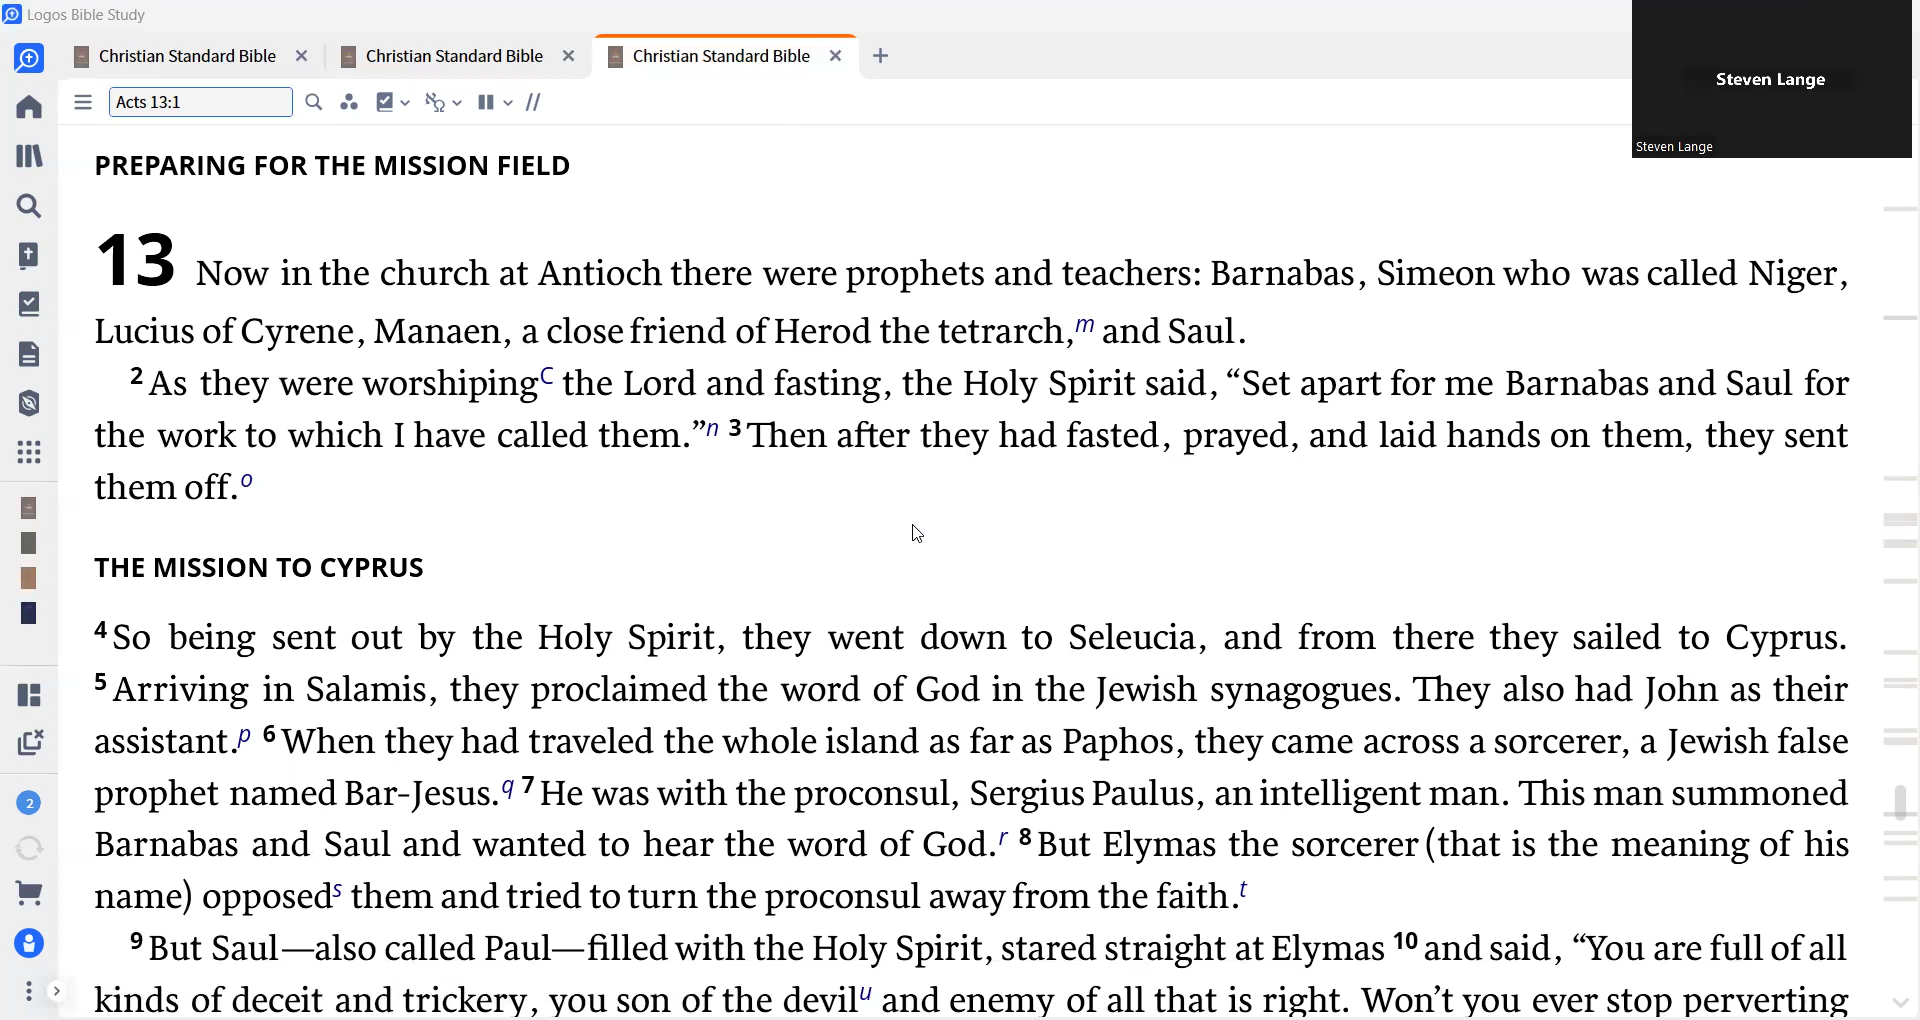 Logos Bible Study
Christian Standard Bible
Christian Standard Bible
Christian Standard Bible
Acts 13:1
Steven Lange
Steven Lange
PREPARING FOR THE MISSION FIELD
13 Now in the church at Antioch there were prophets and teachers: Barnabas, Simeon who was called Niger,
Lucius of Cyrene, Manaen, a close friend of Herod the tetrarch,m and Saul.
2 As they were worshipingC the Lord and fasting, the Holy Spirit said, “Set apart for me Barnabas and Saul for
the work to which I have called them.”n 3 Then after they had fasted, prayed, and laid hands on them, they sent
them off.o
THE MISSION TO CYPRUS
4 So being sent out by the Holy Spirit, they went down to Seleucia, and from there they sailed to Cyprus.
5 Arriving in Salamis, they proclaimed the word of God in the Jewish synagogues. They also had John as their
assistant.p 6 When they had traveled the whole island as far as Paphos, they came across a sorcerer, a Jewish false
prophet named Bar-Jesus.q 7 He was with the proconsul, Sergius Paulus, an intelligent man. This man summoned
Barnabas and Saul and wanted to hear the word of God.r 8 But Elymas the sorcerer (that is the meaning of his
name) opposeds them and tried to turn the proconsul away from the faith.t
9 But Saul—also called Paul—filled with the Holy Spirit, stared straight at Elymas 10 and said, “You are full of all
kinds of deceit and trickery, you son of the devilu and enemy of all that is right. Won’t you ever stop perverting
2